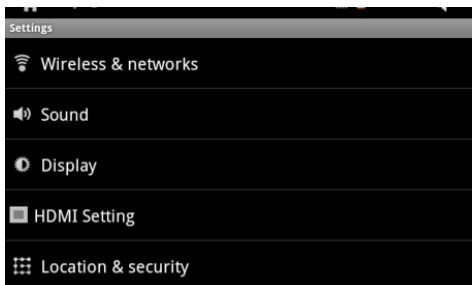 Settings
Wireless & networks
Sound
Display
HDMI Setting
Location & security